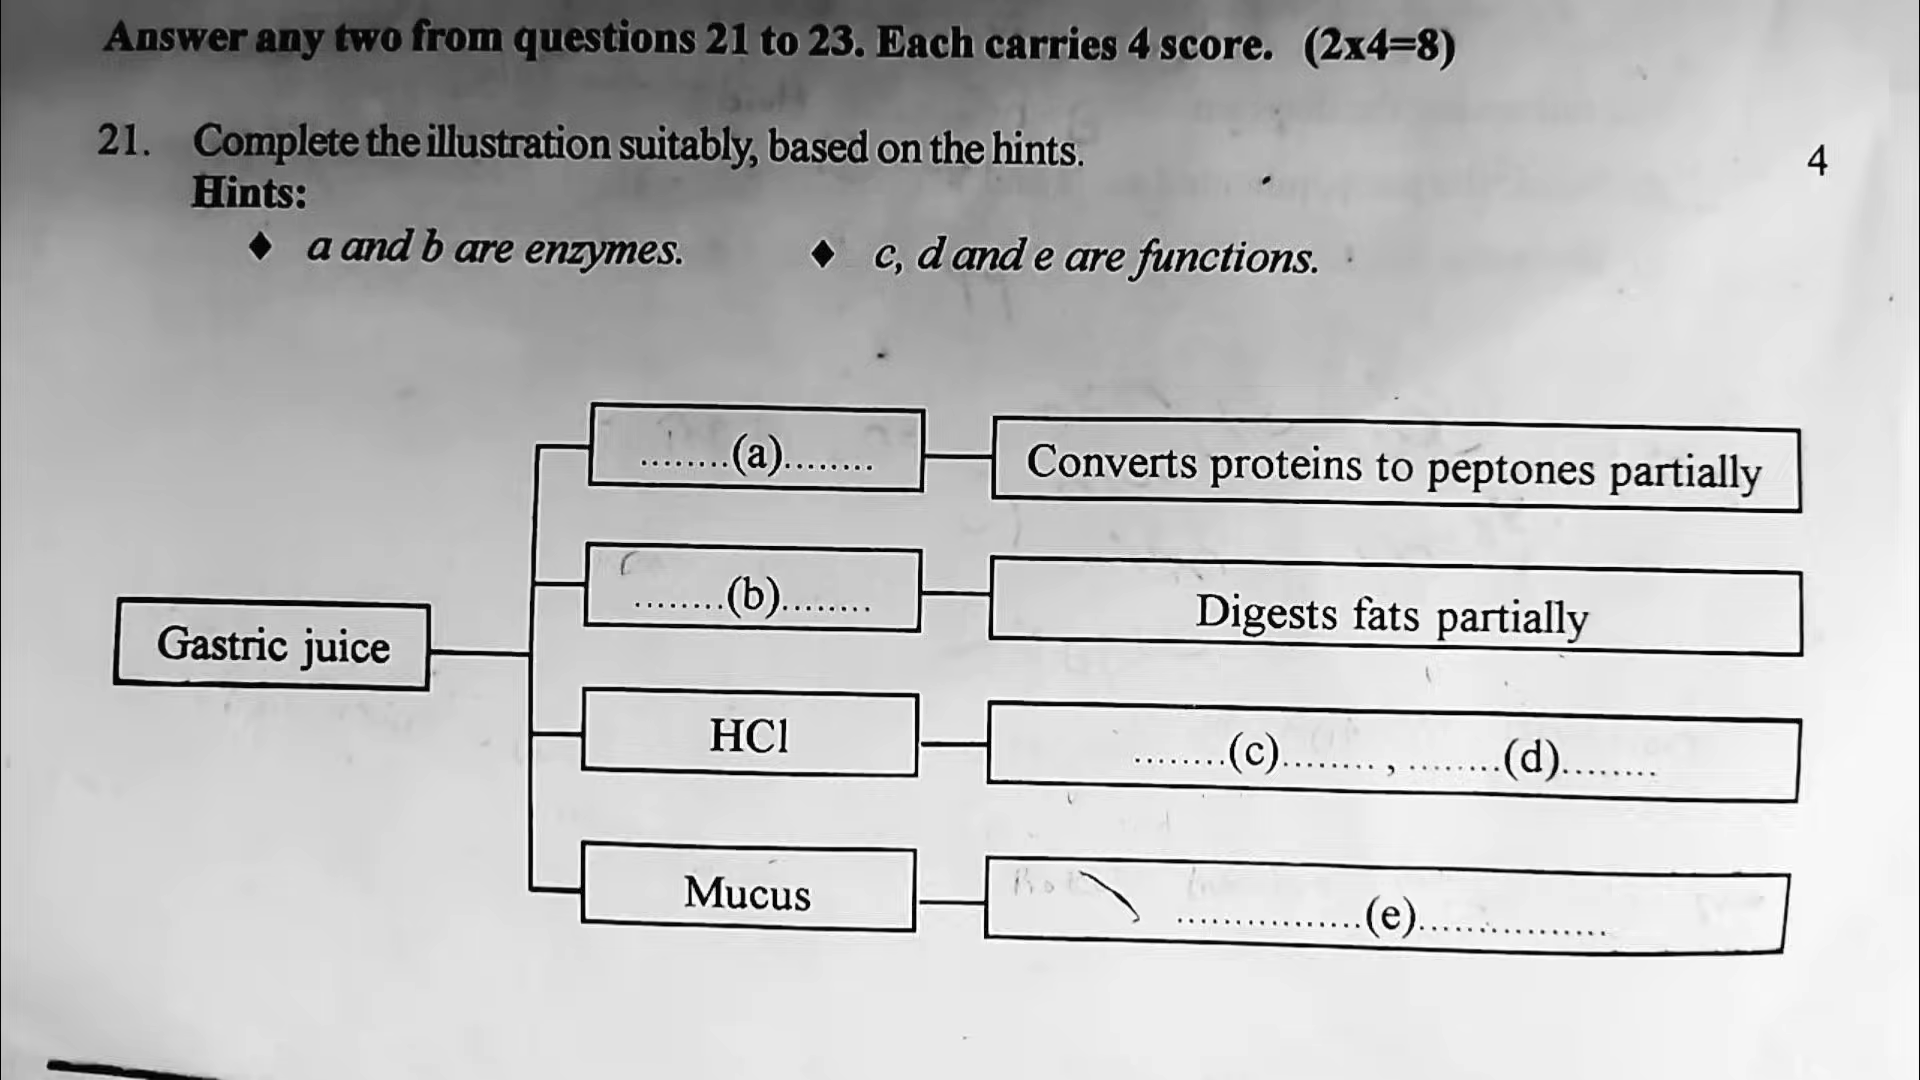 Answer any two from questions 21 to 23. Each carries 4 score. (2x4=8)
21. Complete the illustration suitably, based on the hints. 4
Hints:
♦ a and b are enzymes. ♦ c, d and e are functions.
........(a)........ Converts proteins to peptones partially
........(b)........ Digests fats partially
Gastric juice
HCl ........(c)........ , ........(d)........
Mucus ................(e)................